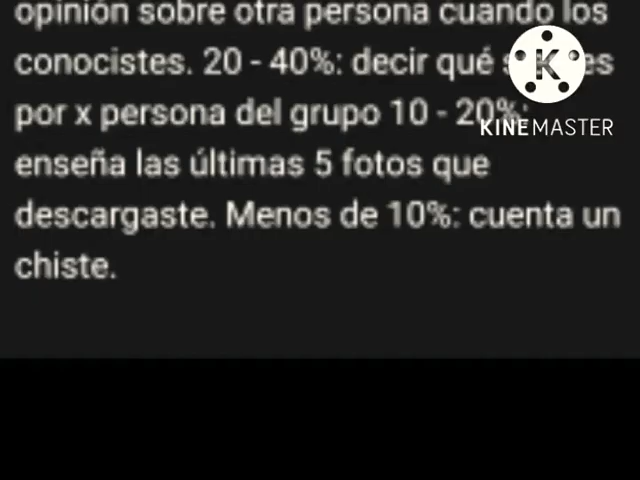 opinión sobre otra persona cuando los
conocistes. 20 - 40%: decir qué
por x persona del grupo 10 - 20%:
enseña las últimas 5 fotos que
descargaste. Menos de 10%: cuenta un
chiste.
K
KINEMASTER